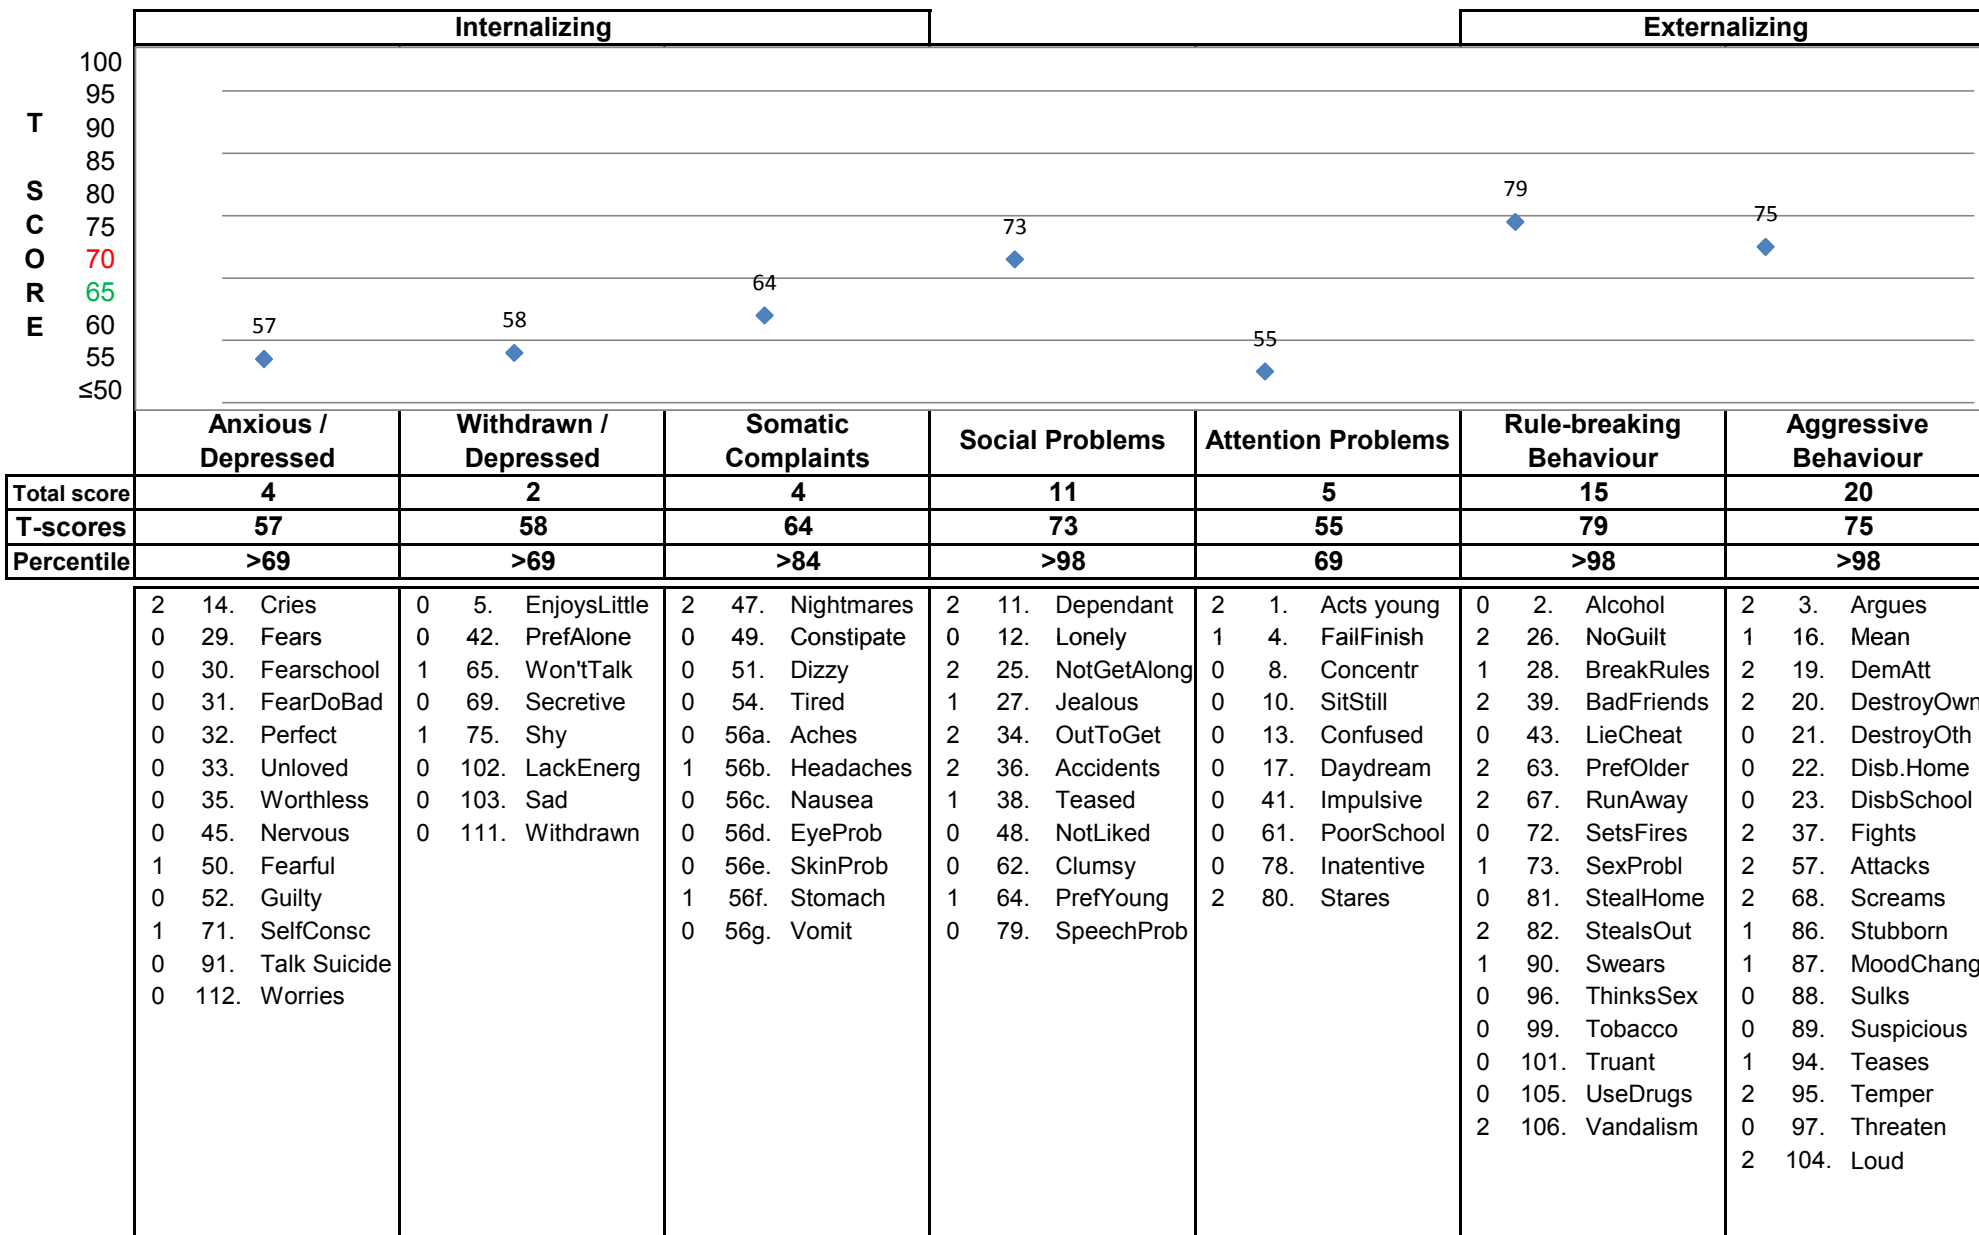 Internalizing Externalizing
100
95
T 90
85
S 80
C 75
O 70
R 65
E 60
55
≤50
57 58 64 73 55 79 75
Anxious / Depressed Withdrawn / Depressed Somatic Complaints Social Problems Attention Problems Rule-breaking Behaviour Aggressive Behaviour
Total score 4 2 4 11 5 15 20
T-scores 57 58 64 73 55 79 75
Percentile >69 >69 >84 >98 69 >98 >98
2 14. Cries 0 5. EnjoysLittle 2 47. Nightmares 2 11. Dependant 2 1. Acts young 0 2. Alcohol 2 3. Argues
0 29. Fears 0 42. PrefAlone 0 49. Constipate 0 12. Lonely 1 4. FailFinish 2 26. NoGuilt 1 16. Mean
0 30. Fearschool 1 65. Won'tTalk 0 51. Dizzy 2 25. NotGetAlong 0 8. Concentr 1 28. BreakRules 2 19. DemAtt
0 31. FearDoBad 0 69. Secretive 0 54. Tired 1 27. Jealous 0 10. SitStill 2 39. BadFriends 2 20. DestroyOwn
0 32. Perfect 1 75. Shy 0 56a. Aches 2 34. OutToGet 0 13. Confused 0 43. LieCheat 0 21. DestroyOth
0 33. Unloved 0 102. LackEnerg 1 56b. Headaches 2 36. Accidents 0 17. Daydream 2 63. PrefOlder 0 22. Disb.Home
0 35. Worthless 0 103. Sad 0 56c. Nausea 1 38. Teased 0 41. Impulsive 2 67. RunAway 0 23. DisbSchool
0 45. Nervous 0 111. Withdrawn 0 56d. EyeProb 0 48. NotLiked 0 61. PoorSchool 0 72. SetsFires 2 37. Fights
1 50. Fearful 0 56e. SkinProb 0 62. Clumsy 0 78. Inatentive 1 73. SexProbl 2 57. Attacks
0 52. Guilty 1 56f. Stomach 1 64. PrefYoung 2 80. Stares 0 81. StealHome 2 68. Screams
1 71. SelfConsc 0 56g. Vomit 0 79. SpeechProb 2 82. StealsOut 1 86. Stubborn
0 91. Talk Suicide 1 90. Swears 1 87. MoodChang
0 112. Worries 0 96. ThinksSex 0 88. Sulks
0 99. Tobacco 0 89. Suspicious
0 101. Truant 1 94. Teases
0 105. UseDrugs 2 95. Temper
2 106. Vandalism 0 97. Threaten
2 104. Loud